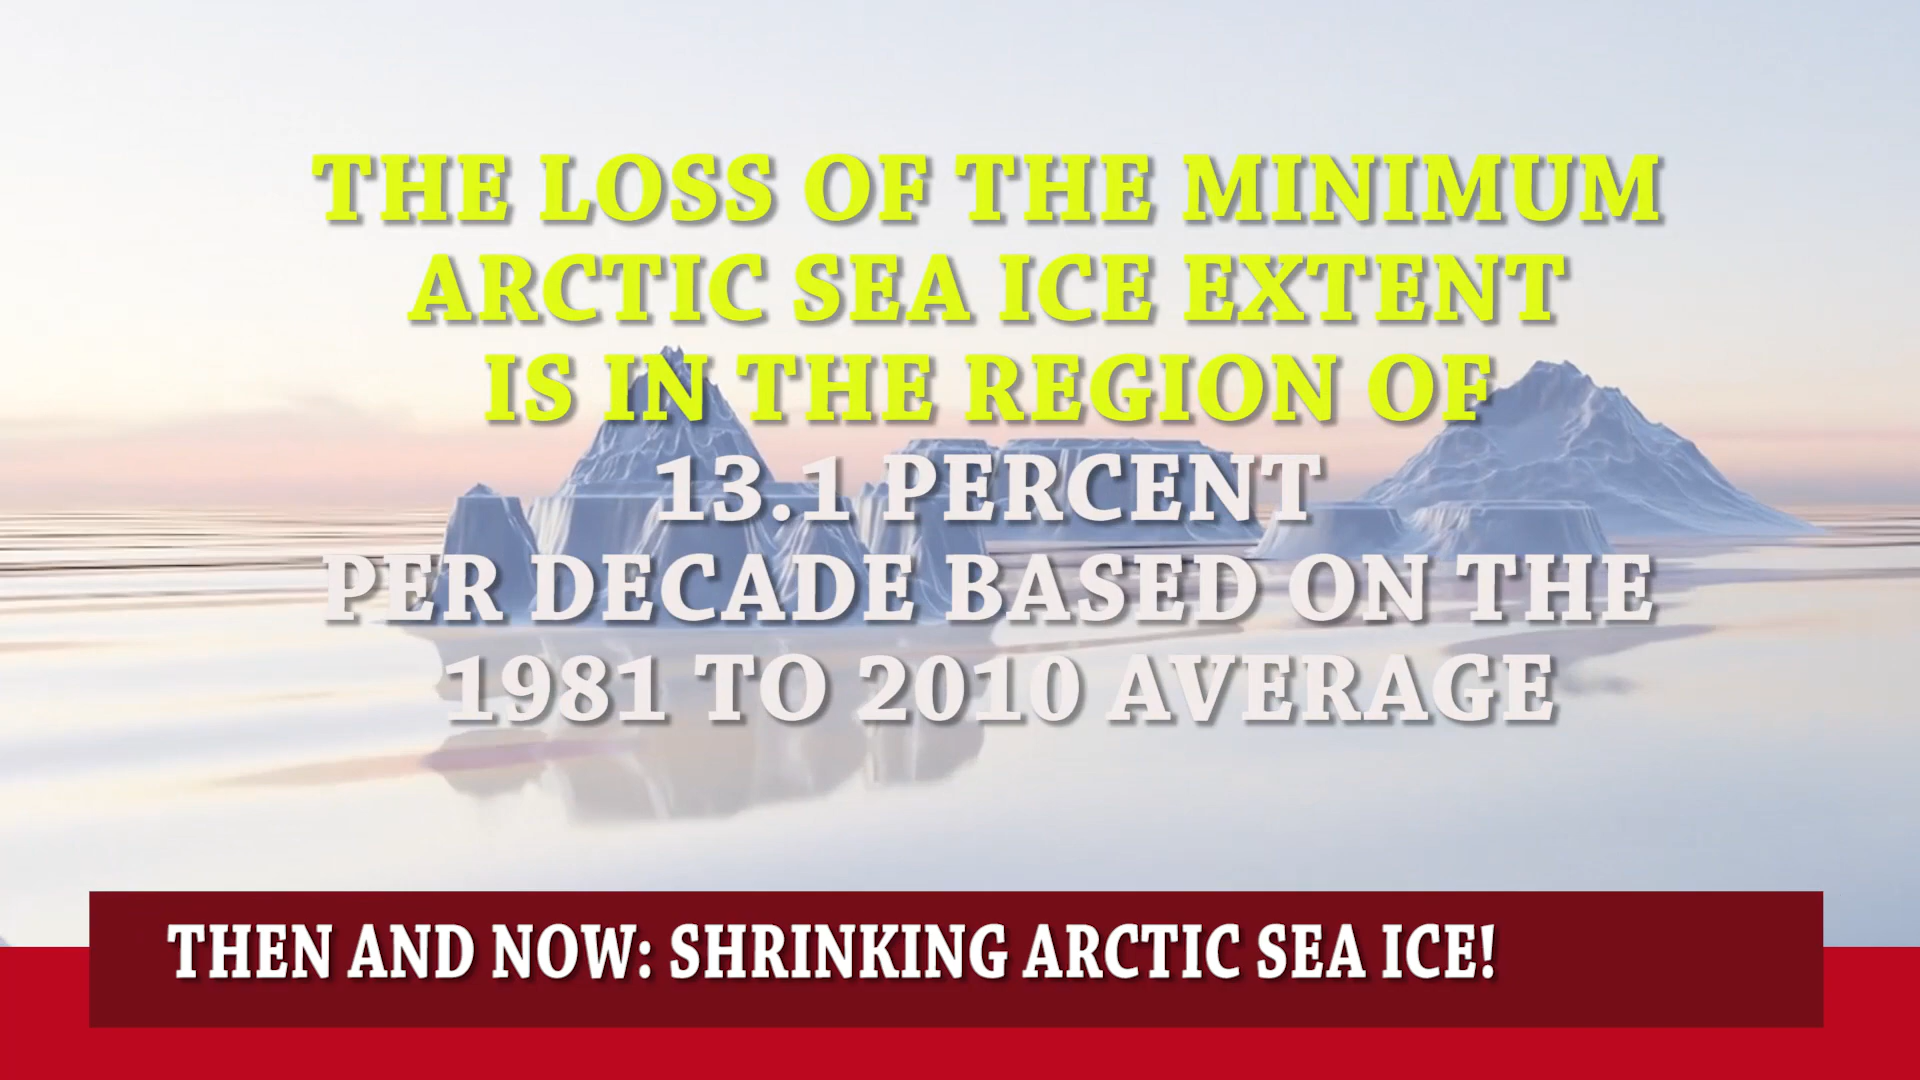 THE LOSS OF THE MINIMUM
ARCTIC SEA ICE EXTENT
IS IN THE REGION OF
13.1 PERCENT
PER DECADE BASED ON THE
1981 TO 2010 AVERAGE
THEN AND NOW: SHRINKING ARCTIC SEA ICE!